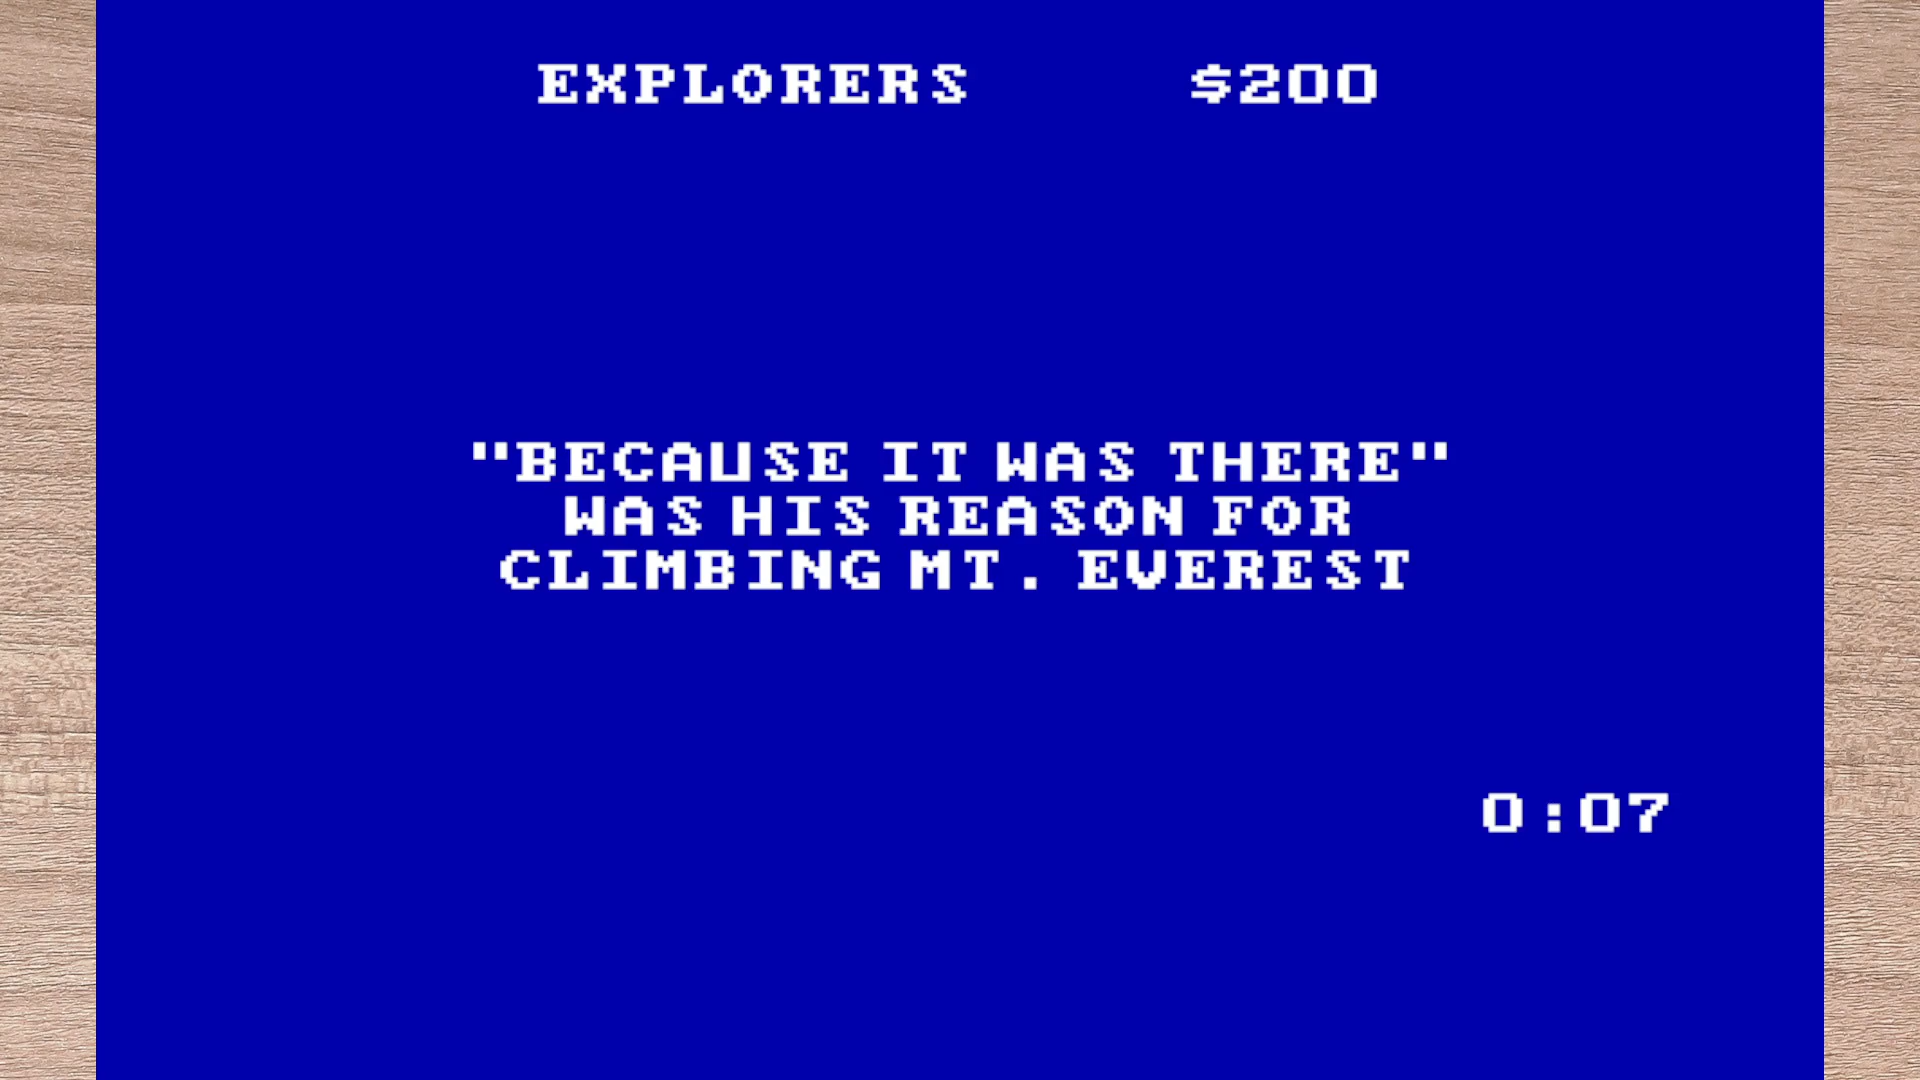 EXPLORERS $200
"BECAUSE IT WAS THERE"
WAS HIS REASON FOR
CLIMBING MT. EVEREST
0:07